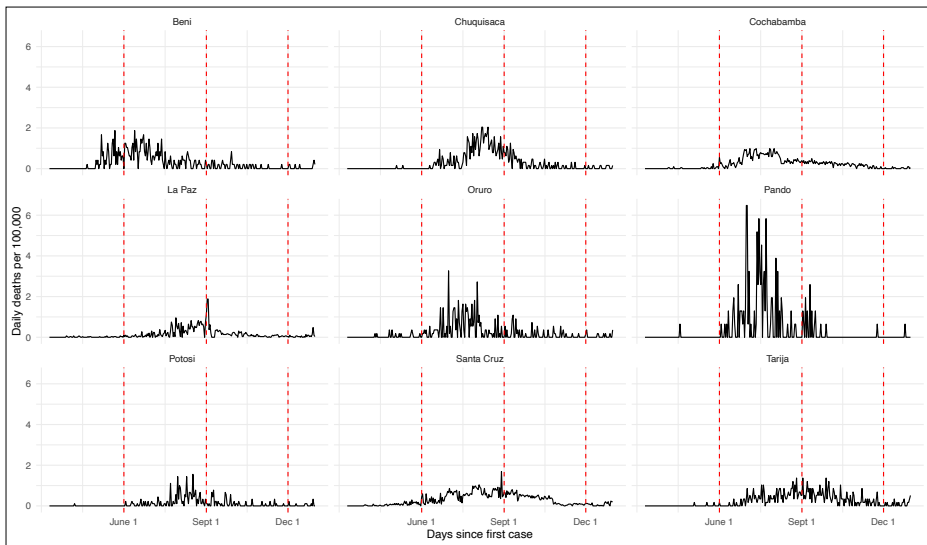 Beni Chuquisaca Cochabamba
6
4
2
0
La Paz Oruro Pando
6
4
2
0
Daily deaths per 100,000
Potosi Santa Cruz Tarija
6
4
2
0
June 1 Sept 1 Dec 1 June 1 Sept 1 Dec 1 June 1 Sept 1 Dec 1
Days since first case